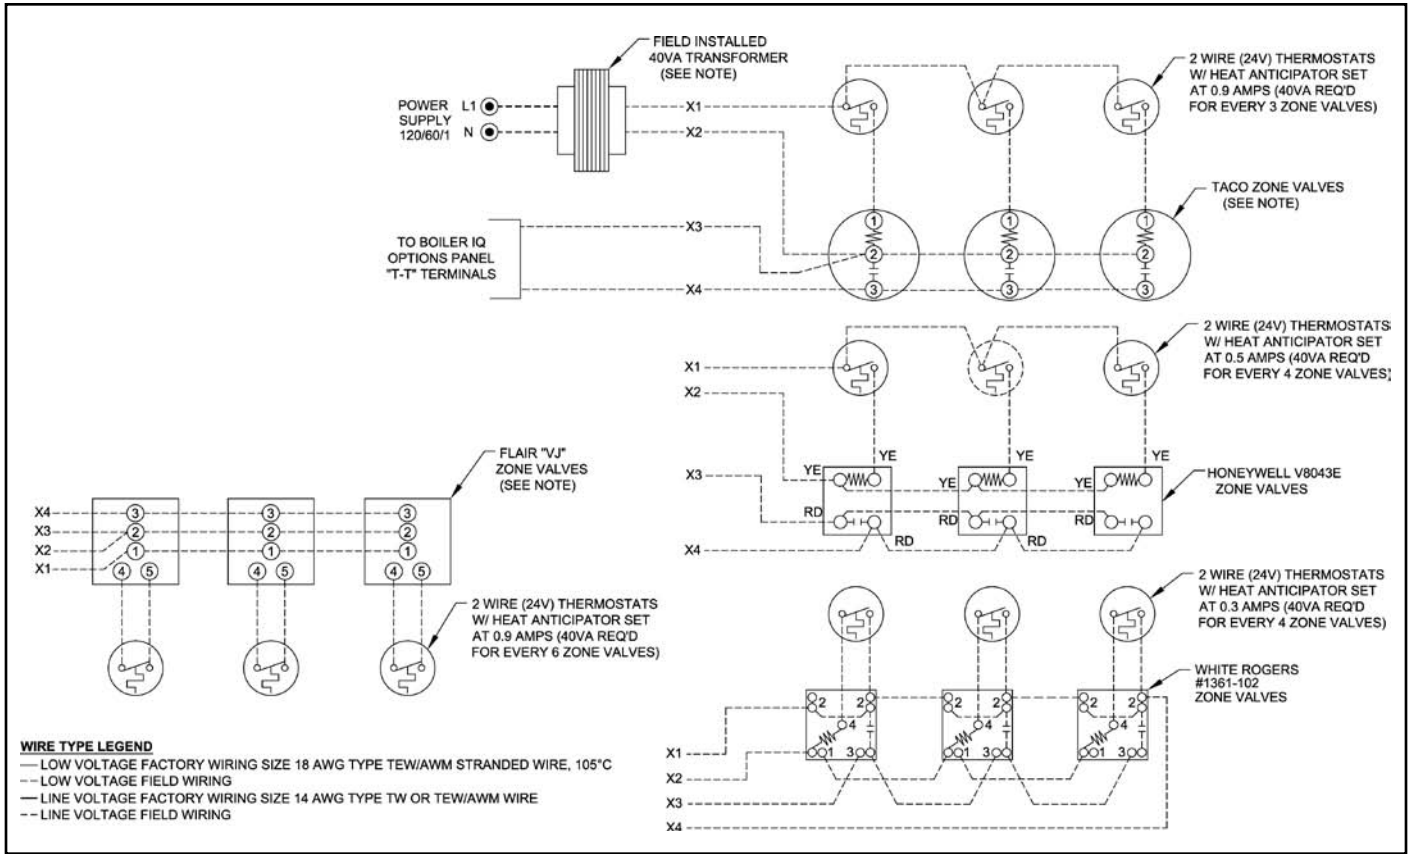 FIELD INSTALLED
40VA TRANSFORMER
(SEE NOTE)
POWER
SUPPLY
120/60/1
L1
N
X1
X2
2 WIRE (24V) THERMOSTATS
W/ HEAT ANTICIPATOR SET
AT 0.9 AMPS (40VA REQ'D
FOR EVERY 3 ZONE VALVES)
TACO ZONE VALVES
(SEE NOTE)
1 1 1
2 2 2
3 3 3
X3
TO BOILER IQ
OPTIONS PANEL
"T-T" TERMINALS
X4
2 WIRE (24V) THERMOSTATS
W/ HEAT ANTICIPATOR SET
AT 0.5 AMPS (40VA REQ'D
FOR EVERY 4 ZONE VALVES)
X1
X2
YE YE YE
YE YE YE
X3
RD RD RD
X4
RD RD
HONEYWELL V8043E
ZONE VALVES
FLAIR "VJ"
ZONE VALVES
(SEE NOTE)
X4 3 3 3
X3 2 2 2
X2
X1 1 1 1
4 5 4 5 4 5
2 WIRE (24V) THERMOSTATS
W/ HEAT ANTICIPATOR SET
AT 0.9 AMPS (40VA REQ'D
FOR EVERY 6 ZONE VALVES)
2 WIRE (24V) THERMOSTATS
W/ HEAT ANTICIPATOR SET
AT 0.3 AMPS (40VA REQ'D
FOR EVERY 4 ZONE VALVES)
WHITE ROGERS
#1361-102
ZONE VALVES
2 2 2 2 2 2
4 4 4
1 3 1 3 1 3
X1
X2
X3
X4
WIRE TYPE LEGEND
LOW VOLTAGE FACTORY WIRING SIZE 18 AWG TYPE TEW/AWM STRANDED WIRE, 105°C
LOW VOLTAGE FIELD WIRING
LINE VOLTAGE FACTORY WIRING SIZE 14 AWG TYPE TW OR TEW/AWM WIRE
LINE VOLTAGE FIELD WIRING